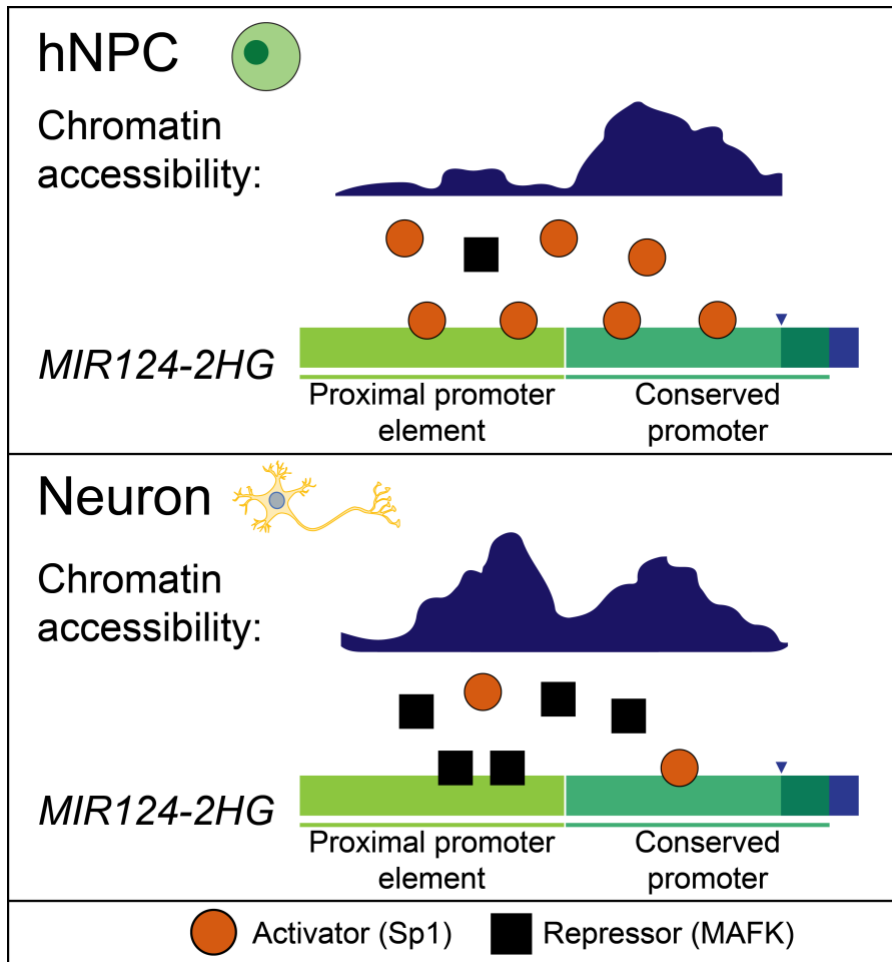 hNPC
Chromatin
accessibility:
MIR124-2HG
Proximal promoter
element
Conserved
promoter
Neuron
Chromatin
accessibility:
MIR124-2HG
Proximal promoter
element
Conserved
promoter
Activator (Sp1)
Repressor (MAFK)